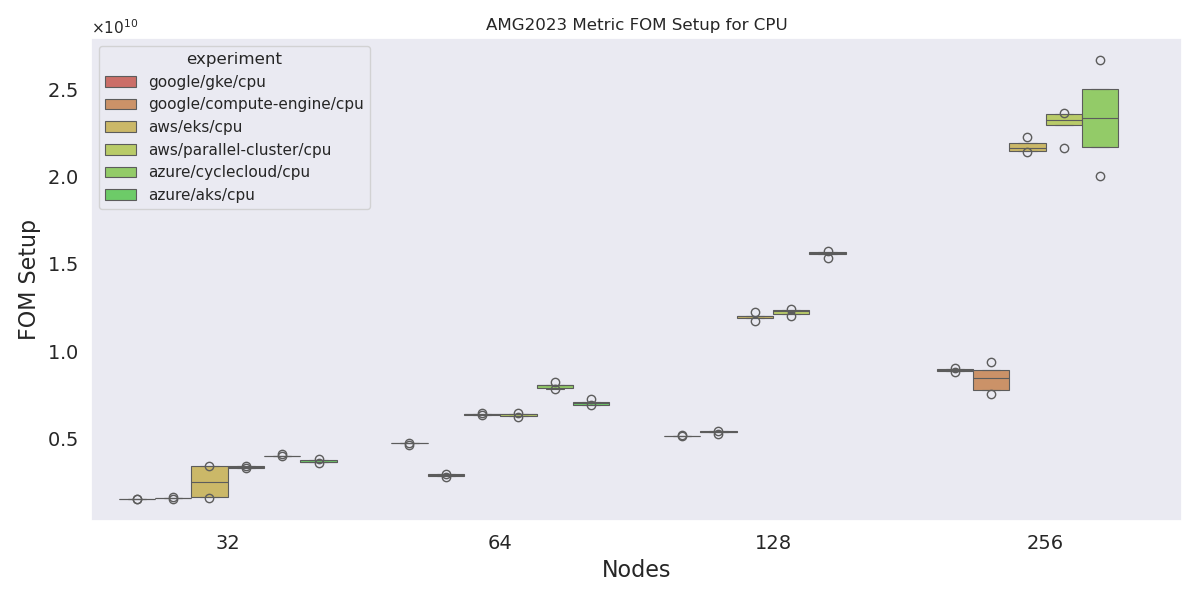 AMG2023 Metric FOM Setup for CPU
×10¹⁰
experiment
google/gke/cpu
google/compute-engine/cpu
aws/eks/cpu
aws/parallel-cluster/cpu
azure/cyclecloud/cpu
azure/aks/cpu
2.5
2.0
1.5
1.0
0.5
FOM Setup
32 64 128 256
Nodes